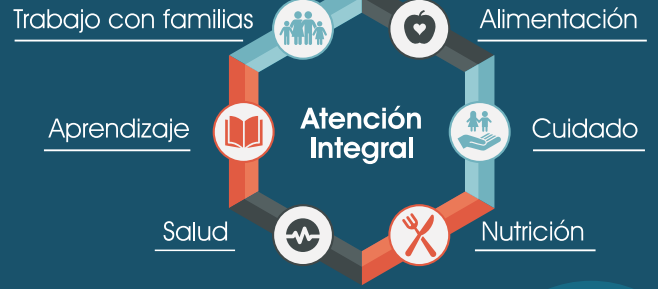 Trabajo con familias
Alimentación
Aprendizaje
Atención
Integral
Cuidado
Salud
Nutrición